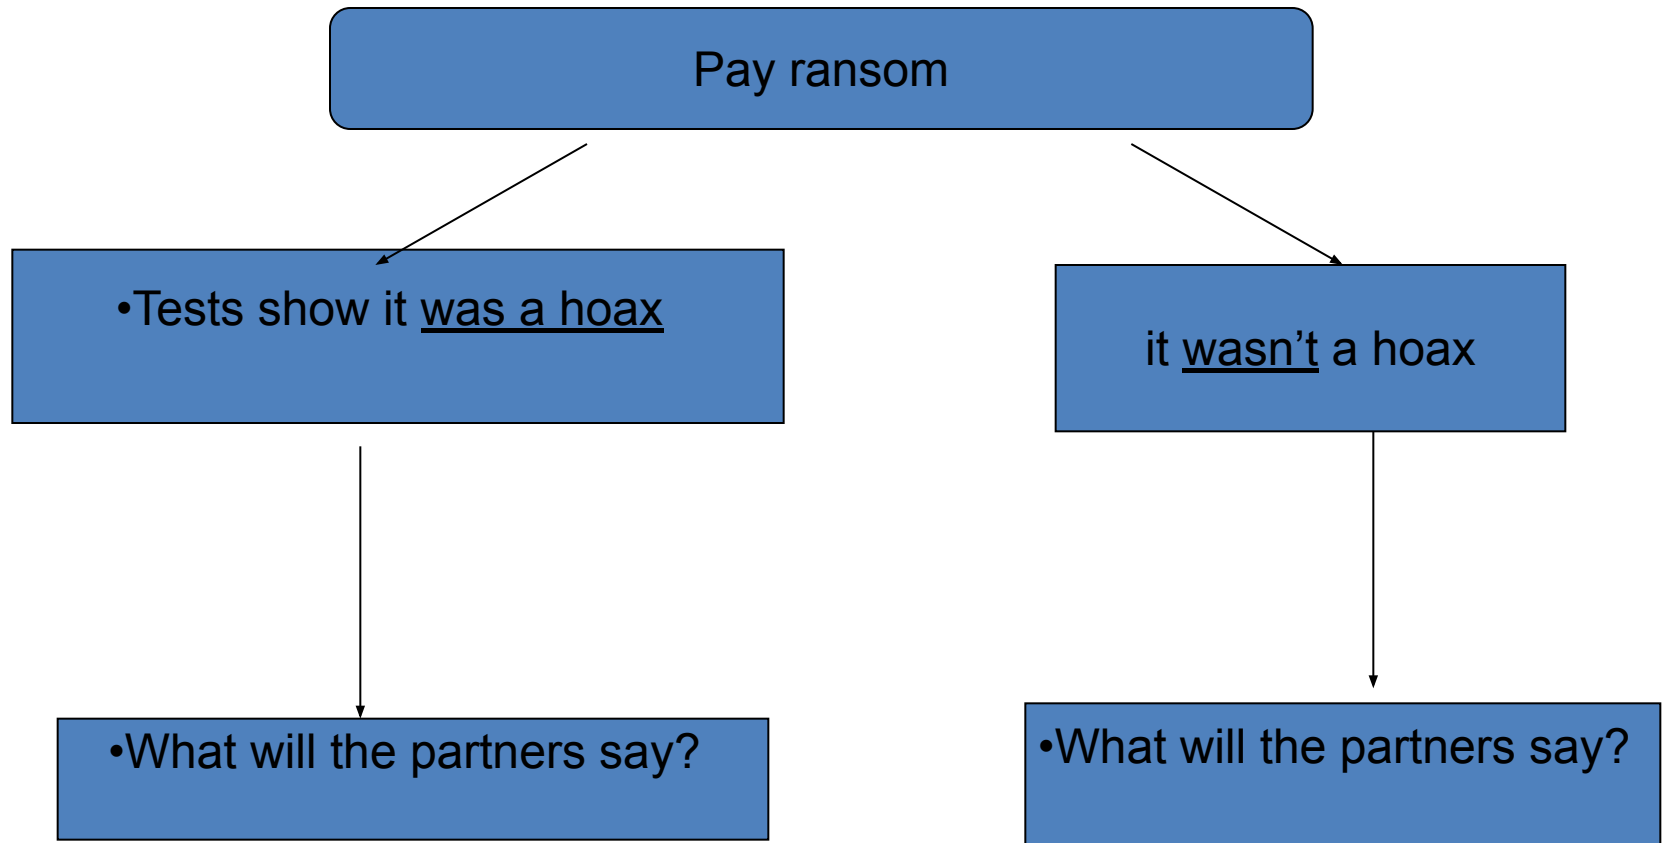 Pay ransom
•Tests show it was a hoax
it wasn’t a hoax
•What will the partners say?
•What will the partners say?